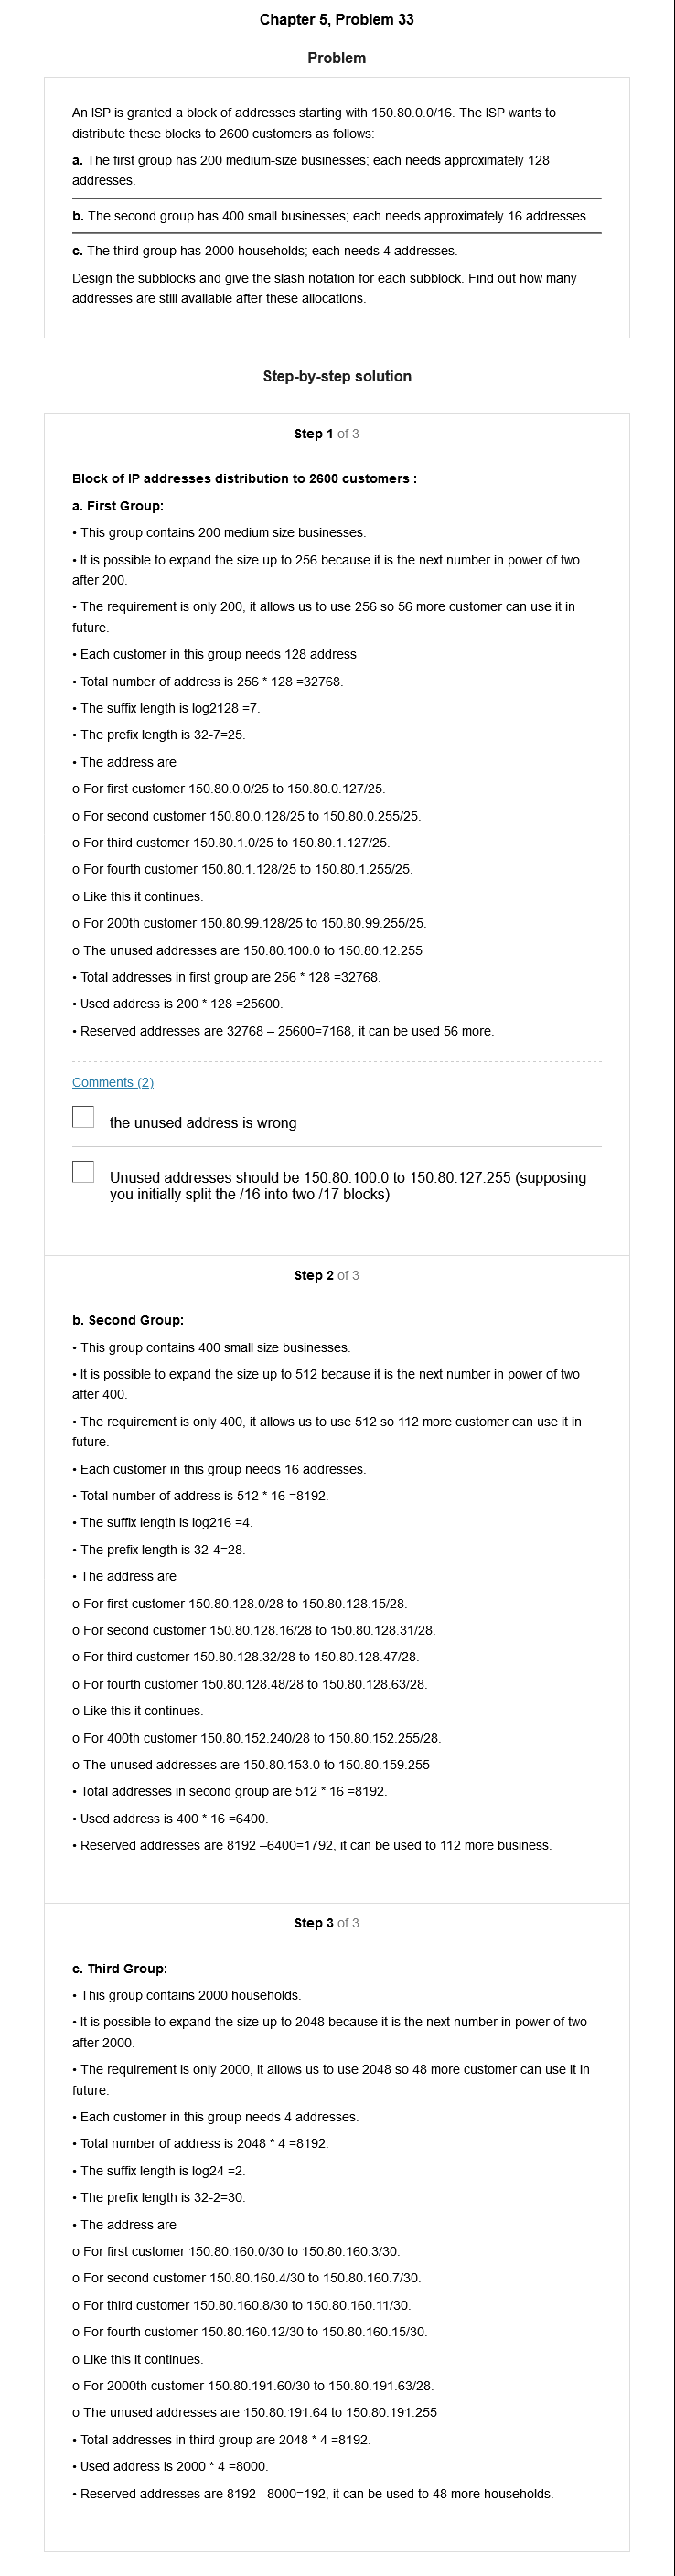 Chapter 5, Problem 33
Problem
An ISP is granted a block of addresses starting with 150.80.0.0/16. The ISP wants to
distribute these blocks to 2600 customers as follows:
a. The first group has 200 medium-size businesses; each needs approximately 128
addresses.
b. The second group has 400 small businesses; each needs approximately 16 addresses.
c. The third group has 2000 households; each needs 4 addresses.
Design the subblocks and give the slash notation for each subblock. Find out how many
addresses are still available after these allocations.
Step-by-step solution
Step 1 of 3
Block of IP addresses distribution to 2600 customers :
a. First Group:
• This group contains 200 medium size businesses.
• It is possible to expand the size up to 256 because it is the next number in power of two
after 200.
• The requirement is only 200, it allows us to use 256 so 56 more customer can use it in
future.
• Each customer in this group needs 128 address
• Total number of address is 256 * 128 =32768.
• The suffix length is log2128 =7.
• The prefix length is 32-7=25.
• The address are
o For first customer 150.80.0.0/25 to 150.80.0.127/25.
o For second customer 150.80.0.128/25 to 150.80.0.255/25.
o For third customer 150.80.1.0/25 to 150.80.1.127/25.
o For fourth customer 150.80.1.128/25 to 150.80.1.255/25.
o Like this it continues.
o For 200th customer 150.80.99.128/25 to 150.80.99.255/25.
o The unused addresses are 150.80.100.0 to 150.80.12.255
• Total addresses in first group are 256 * 128 =32768.
• Used address is 200 * 128 =25600.
• Reserved addresses are 32768 – 25600=7168, it can be used 56 more.
Comments (2)
the unused address is wrong
Unused addresses should be 150.80.100.0 to 150.80.127.255 (supposing
you initially split the /16 into two /17 blocks)
Step 2 of 3
b. Second Group:
• This group contains 400 small size businesses.
• It is possible to expand the size up to 512 because it is the next number in power of two
after 400.
• The requirement is only 400, it allows us to use 512 so 112 more customer can use it in
future.
• Each customer in this group needs 16 addresses.
• Total number of address is 512 * 16 =8192.
• The suffix length is log216 =4.
• The prefix length is 32-4=28.
• The address are
o For first customer 150.80.128.0/28 to 150.80.128.15/28.
o For second customer 150.80.128.16/28 to 150.80.128.31/28.
o For third customer 150.80.128.32/28 to 150.80.128.47/28.
o For fourth customer 150.80.128.48/28 to 150.80.128.63/28.
o Like this it continues.
o For 400th customer 150.80.152.240/28 to 150.80.152.255/28.
o The unused addresses are 150.80.153.0 to 150.80.159.255
• Total addresses in second group are 512 * 16 =8192.
• Used address is 400 * 16 =6400.
• Reserved addresses are 8192 –6400=1792, it can be used to 112 more business.
Step 3 of 3
c. Third Group:
• This group contains 2000 households.
• It is possible to expand the size up to 2048 because it is the next number in power of two
after 2000.
• The requirement is only 2000, it allows us to use 2048 so 48 more customer can use it in
future.
• Each customer in this group needs 4 addresses.
• Total number of address is 2048 * 4 =8192.
• The suffix length is log24 =2.
• The prefix length is 32-2=30.
• The address are
o For first customer 150.80.160.0/30 to 150.80.160.3/30.
o For second customer 150.80.160.4/30 to 150.80.160.7/30.
o For third customer 150.80.160.8/30 to 150.80.160.11/30.
o For fourth customer 150.80.160.12/30 to 150.80.160.15/30.
o Like this it continues.
o For 2000th customer 150.80.191.60/30 to 150.80.191.63/28.
o The unused addresses are 150.80.191.64 to 150.80.191.255
• Total addresses in third group are 2048 * 4 =8192.
• Used address is 2000 * 4 =8000.
• Reserved addresses are 8192 –8000=192, it can be used to 48 more households.